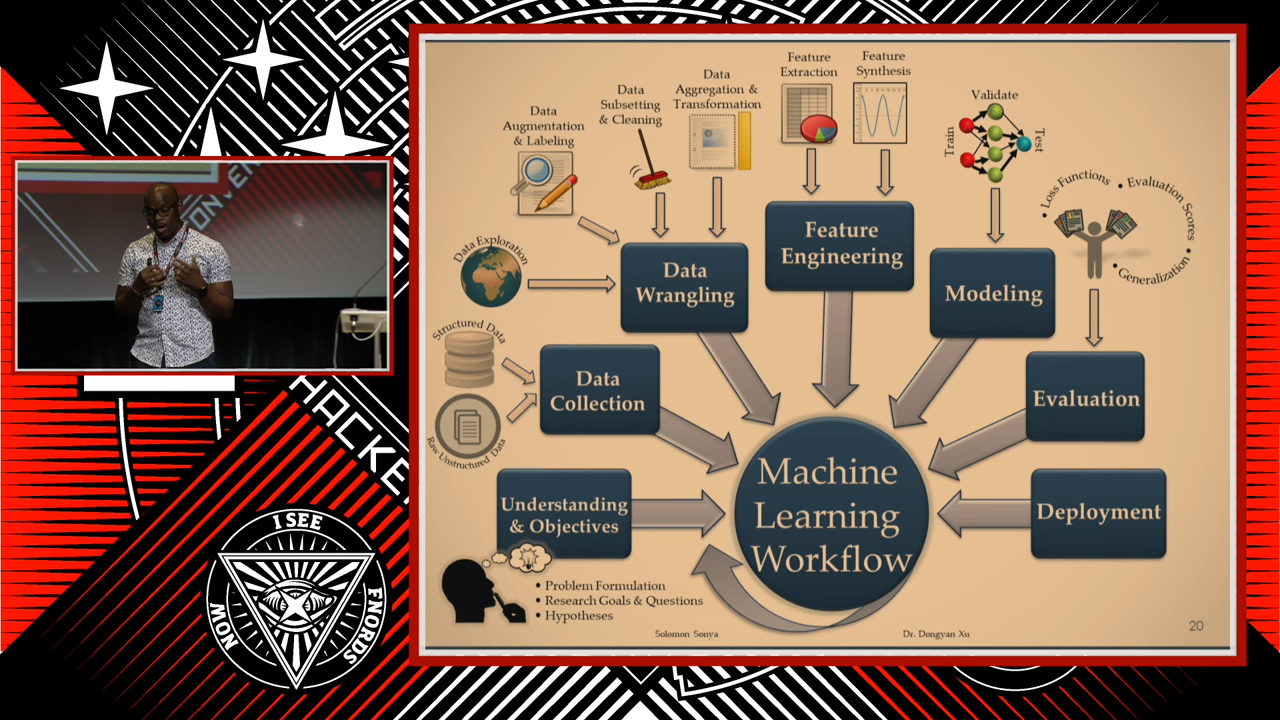 Feature
Extraction
Feature
Synthesis
Data
Aggregation &
Transformation
Data
Subsetting
& Cleaning
Data
Augmentation
& Labeling
Validate
Train
Test
• Loss Functions
• Evaluation Scores
• Generalization
•
Data Exploration
Data
Wrangling
Feature
Engineering
Modeling
Structured Data
Raw Unstructured Data
Data
Collection
Evaluation
Understanding
& Objectives
Deployment
Machine
Learning
Workflow
• Problem Formulation
• Research Goals & Questions
• Hypotheses
Solomon Sonya
Dr. Dongyan Xu
20
HACKE
I SEE
FNORDS
NOW
ON